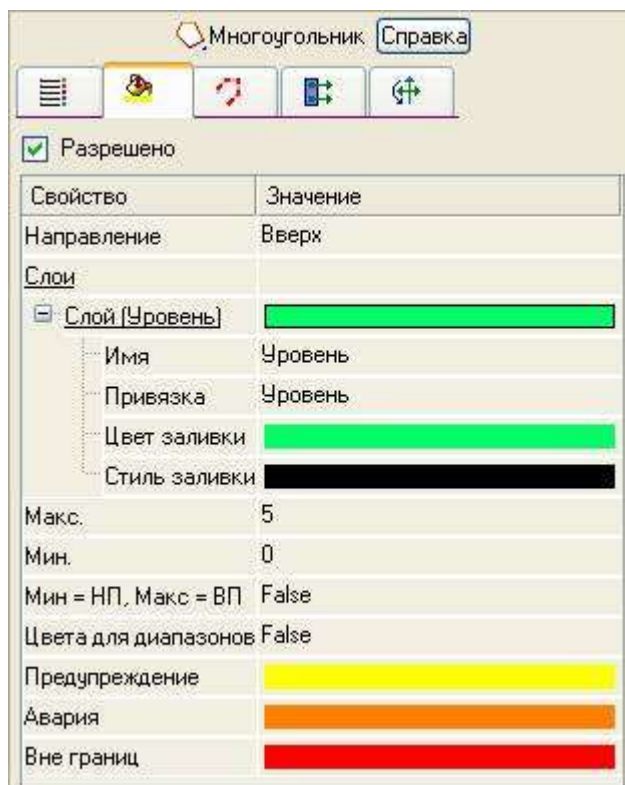 Многоугольник Справка
Разрешено
Свойство Значение
Направление Вверх
Слои
Слой (Уровень)
Имя Уровень
Привязка Уровень
Цвет заливки
Стиль заливки
Макс. 5
Мин. 0
Мин = НП, Макс = ВП False
Цвета для диапазонов False
Предупреждение
Авария
Вне границ